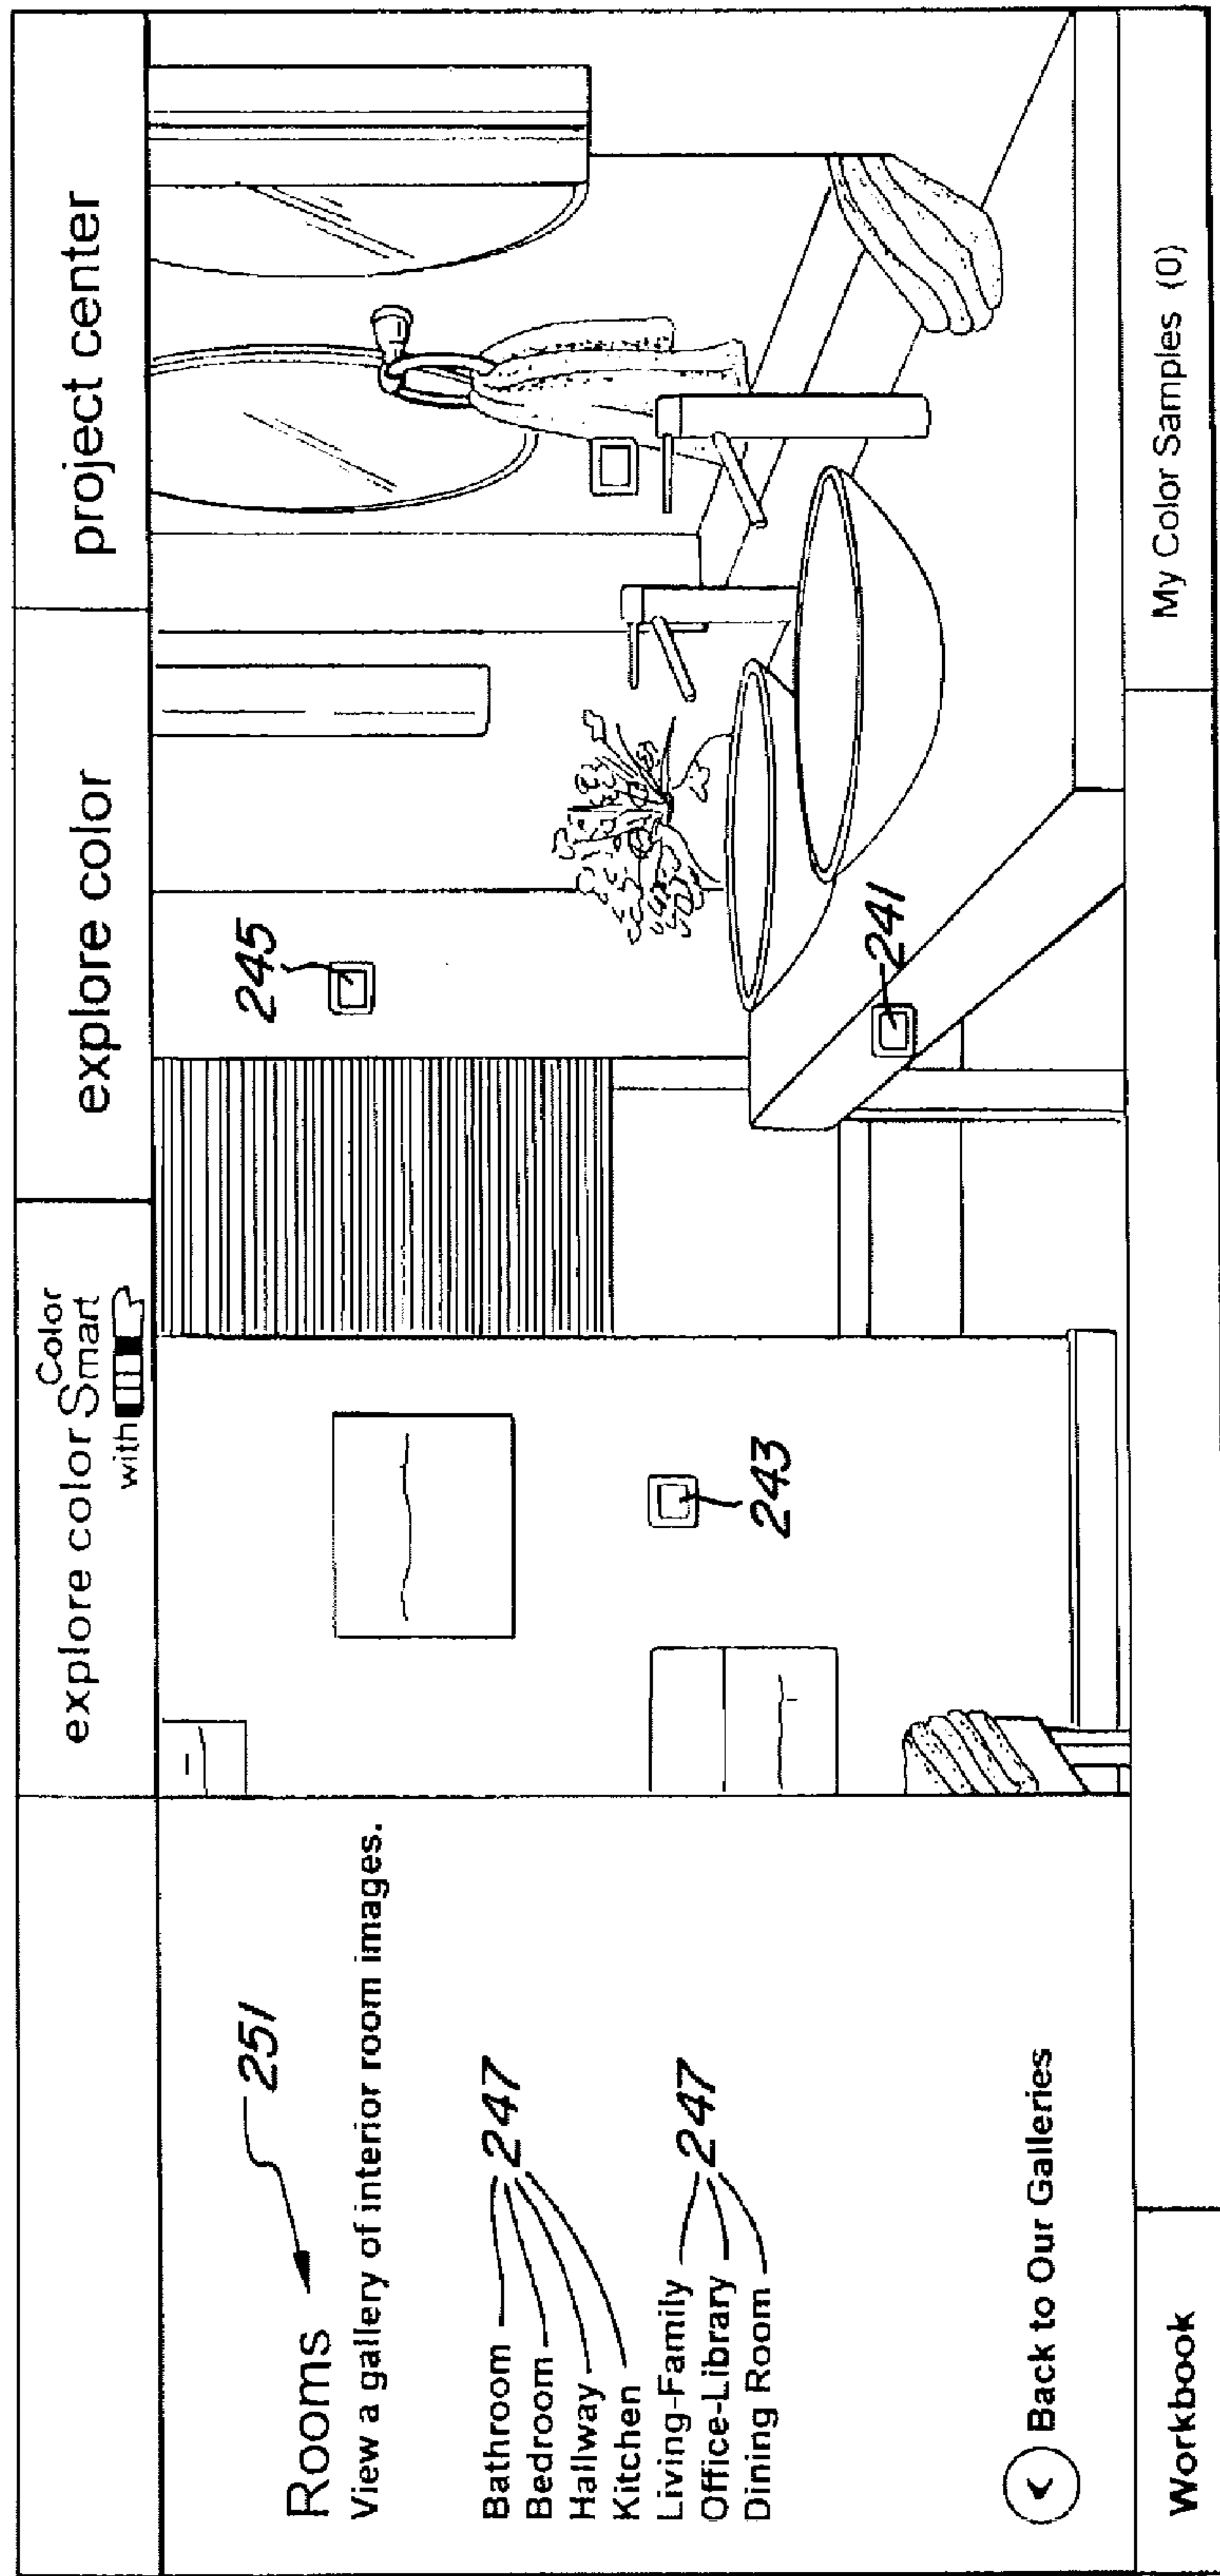 explore color Color Smart
with
explore color
project center
Rooms
251
View a gallery of interior room images.
Bathroom
Bedroom
247
Hallway
Kitchen
Living-Family
Office-Library
247
Dining Room
Back to Our Galleries
243
245
241
Workbook
My Color Samples (0)